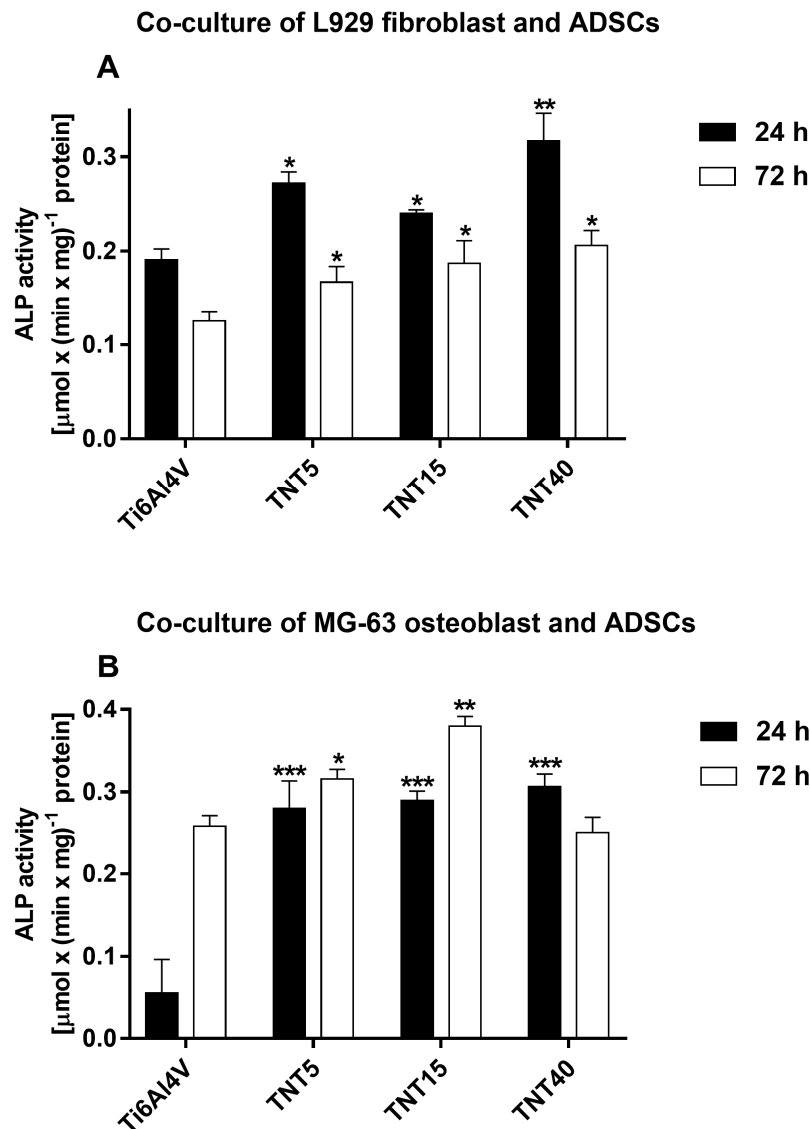 Co-culture of L929 fibroblast and ADSCs
A
ALP activity
[μmol x (min x mg)⁻¹ protein]
0.3
0.2
0.1
0.0
**
*
*
*
*
*
24 h
72 h
Ti6Al4V
TNT5
TNT15
TNT40
Co-culture of MG-63 osteoblast and ADSCs
B
ALP activity
[μmol x (min x mg)⁻¹ protein]
0.4
0.3
0.2
0.1
0.0
***
*
***
**
***
24 h
72 h
Ti6Al4V
TNT5
TNT15
TNT40